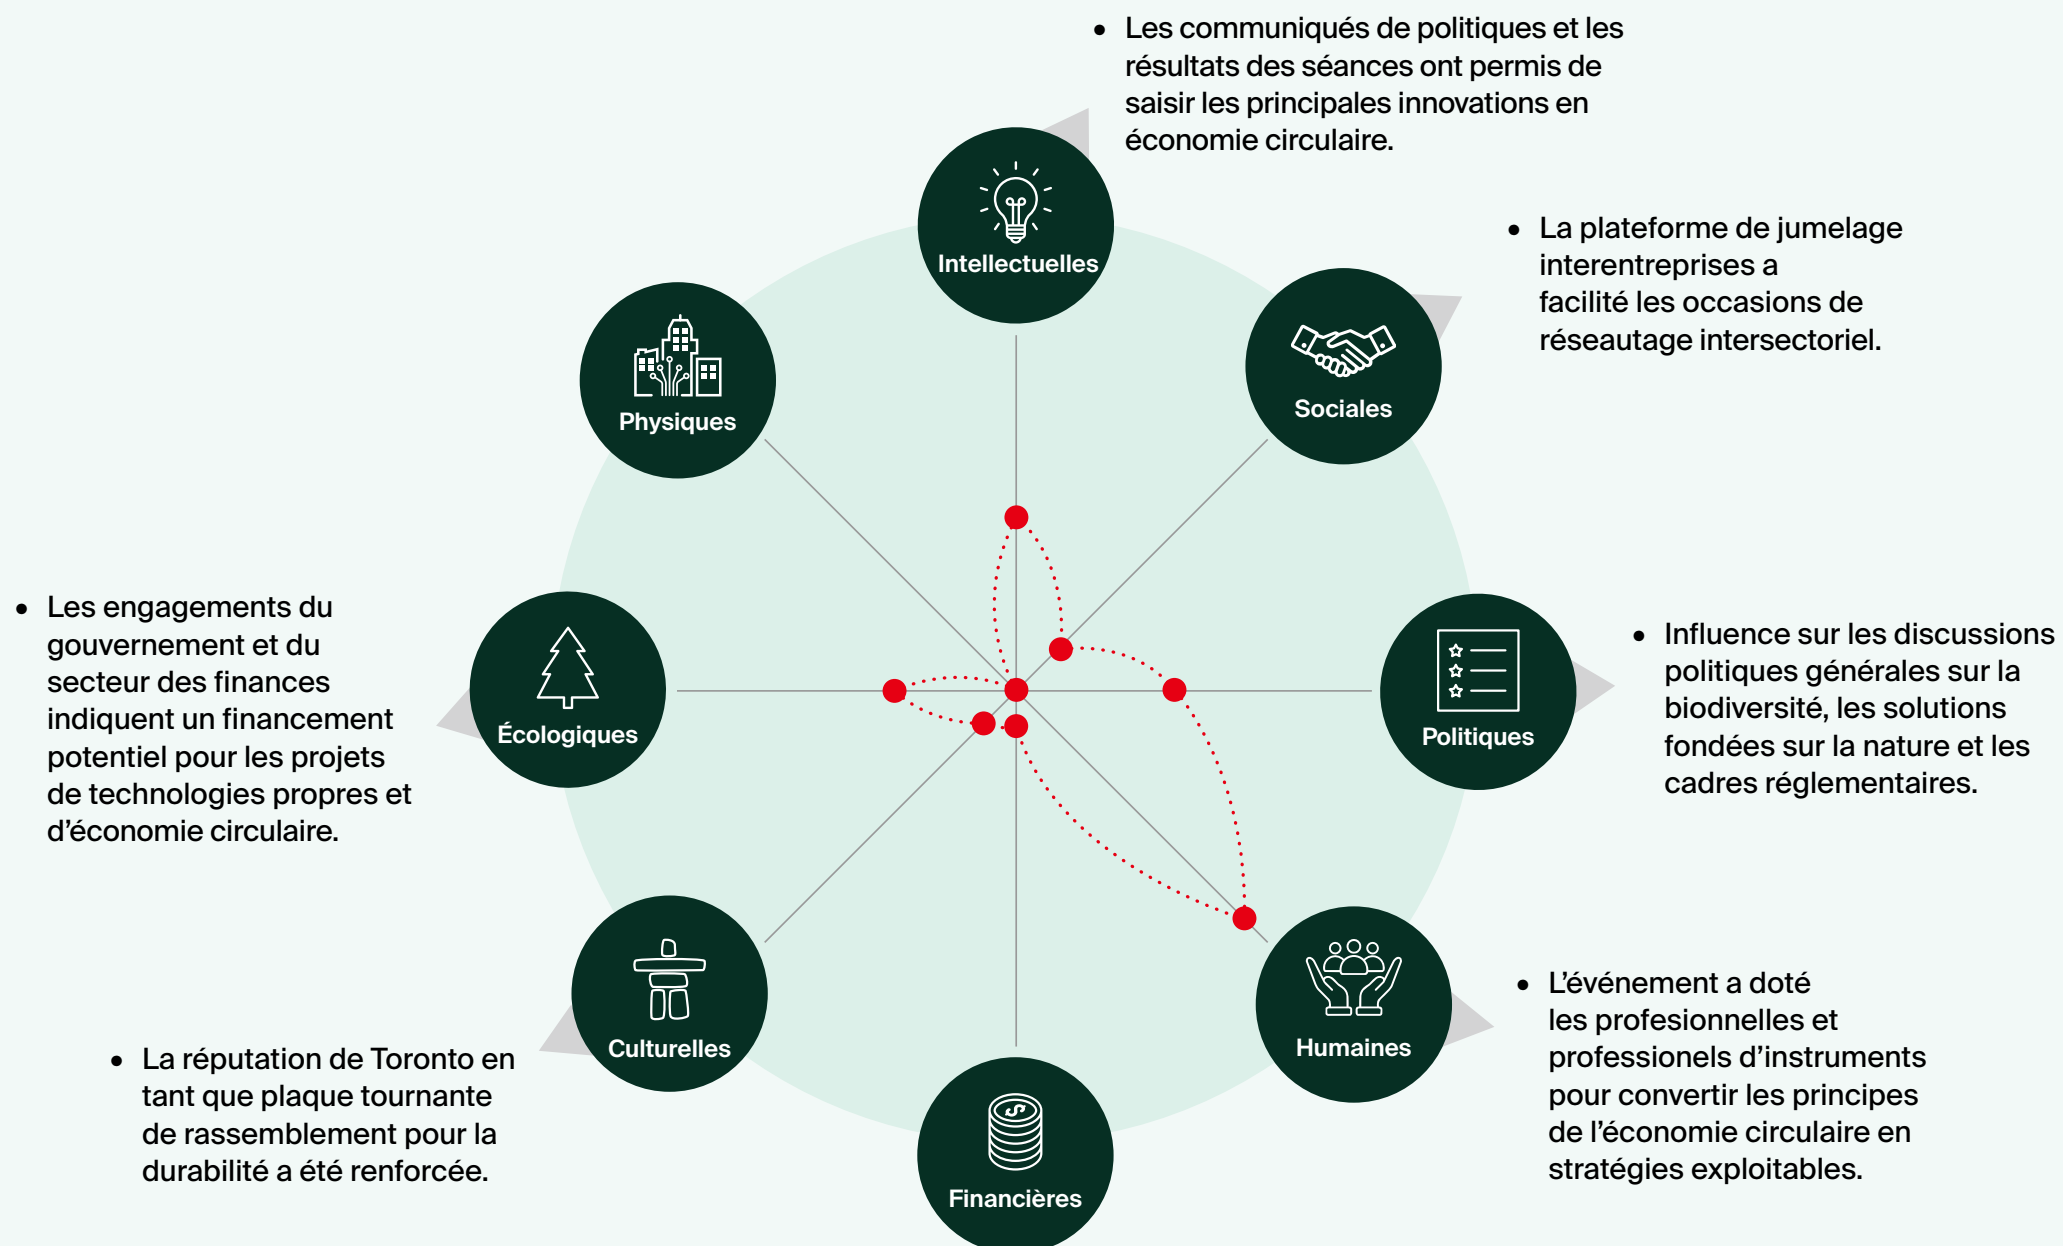 • Les communiqués de politiques et les
résultats des séances ont permis de
saisir les principales innovations en
économie circulaire.
Intellectuelles
• La plateforme de jumelage
interentreprises a
facilité les occasions de
réseautage intersectoriel.
Sociales
Physiques
• Les engagements du
gouvernement et du
secteur des finances
indiquent un financement
potentiel pour les projets
de technologies propres et
d’économie circulaire.
Écologiques
Politiques
• Influence sur les discussions
politiques générales sur la
biodiversité, les solutions
fondées sur la nature et les
cadres réglementaires.
Culturelles
• La réputation de Toronto en
tant que plaque tournante
de rassemblement pour la
durabilité a été renforcée.
Humaines
• L’événement a doté
les profesionnelles et
professionels d’instruments
pour convertir les principes
de l’économie circulaire en
stratégies exploitables.
$
Financières